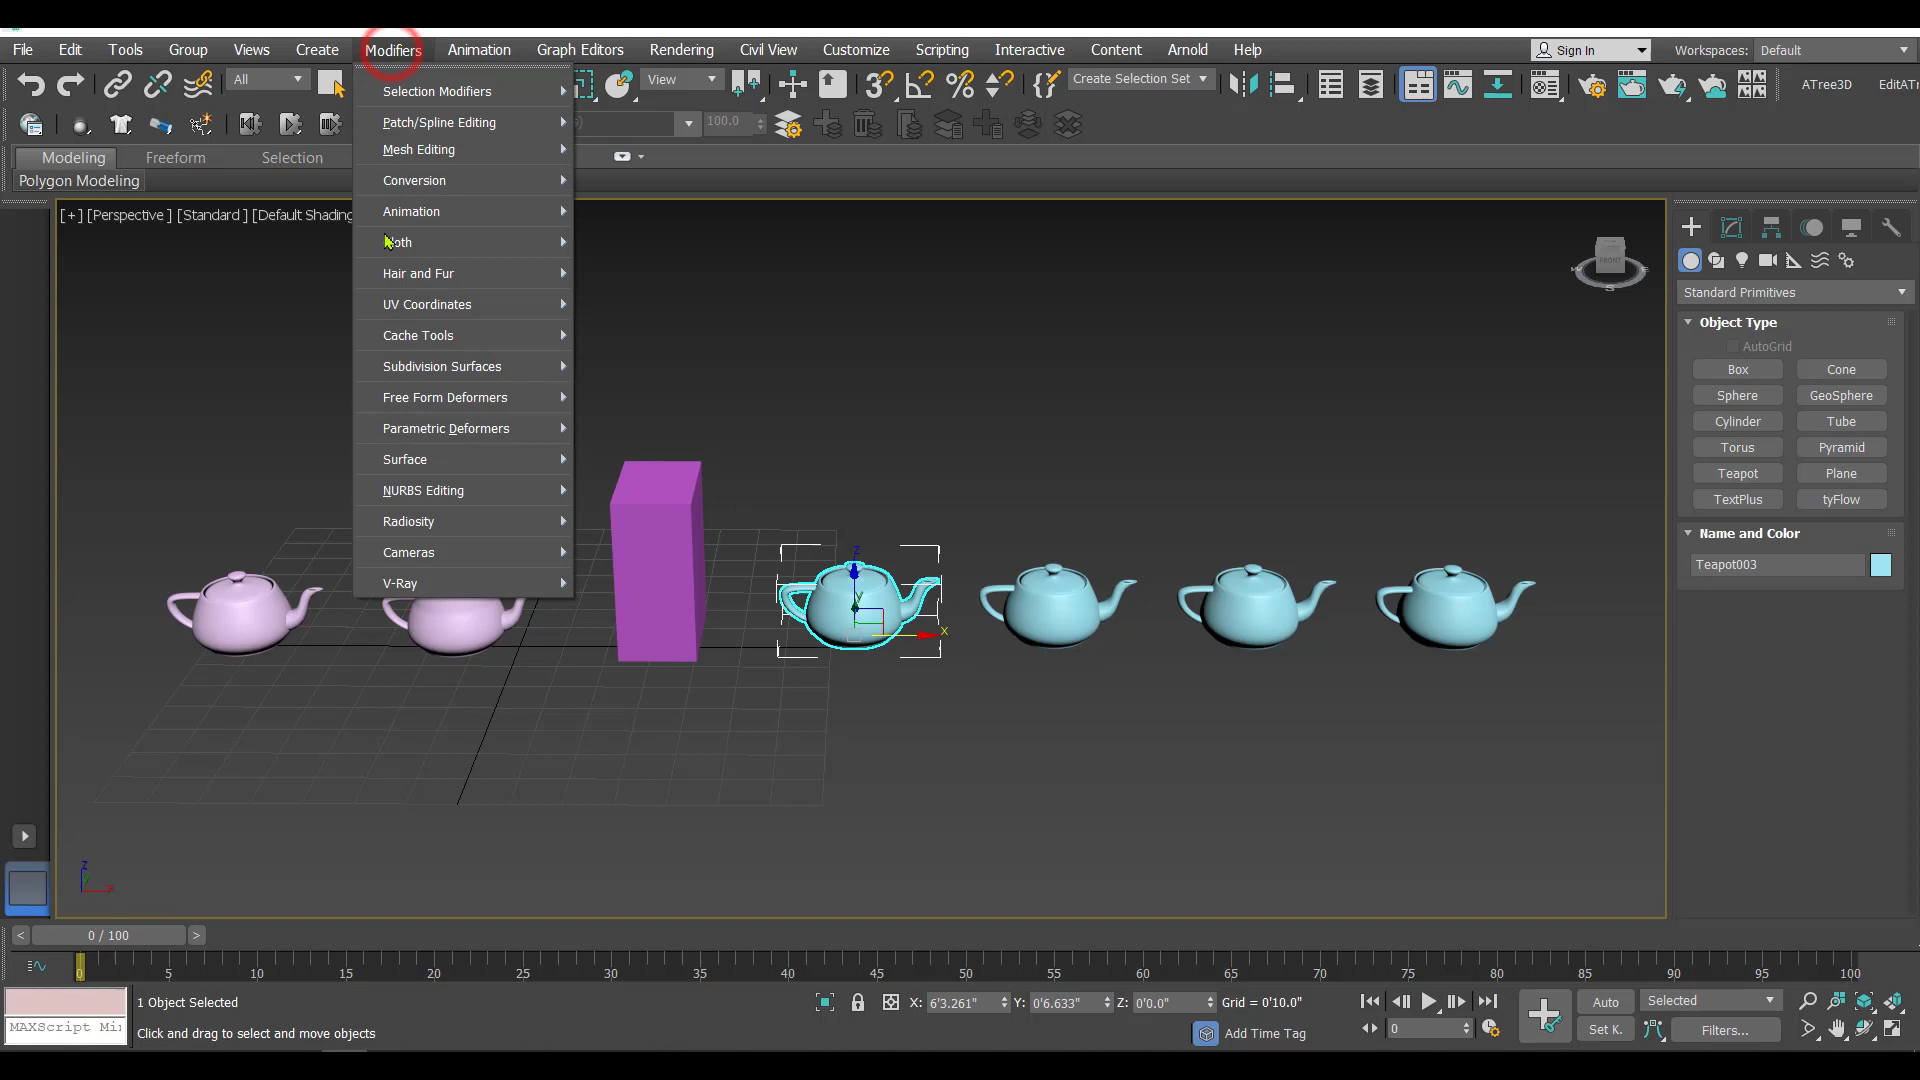 File Edit Tools Group Views Create Modifiers Animation Graph Editors Rendering Civil View Customize Scripting Interactive Content Arnold Help Sign In Workspaces: Default
All View Create Selection Set ATree3D EditAT
100.0
Modeling Freeform Selection
Polygon Modeling
[+] [Perspective ] [Standard ] [Default Shading
Selection Modifiers
Patch/Spline Editing
Mesh Editing
Conversion
Animation
Hair and Fur
UV Coordinates
Cache Tools
Subdivision Surfaces
Free Form Deformers
Parametric Deformers
Surface
NURBS Editing
Radiosity
Cameras
V-Ray
FRONT
S
Z
Y
X
Standard Primitives
Object Type
AutoGrid
Box Cone
Sphere GeoSphere
Cylinder Tube
Torus Pyramid
Teapot Plane
TextPlus tyFlow
Name and Color
Teapot003
Z
Y
X
< 0 / 100 >
0 5 10 15 20 25 30 35 40 45 50 55 60 65 70 75 80 85 90 95 100
1 Object Selected X: 6'3.261" Y: 0'6.633" Z: 0'0.0" Grid = 0'10.0" Auto Selected
MAXScript Mi Click and drag to select and move objects Add Time Tag 0 Set K. Filters...